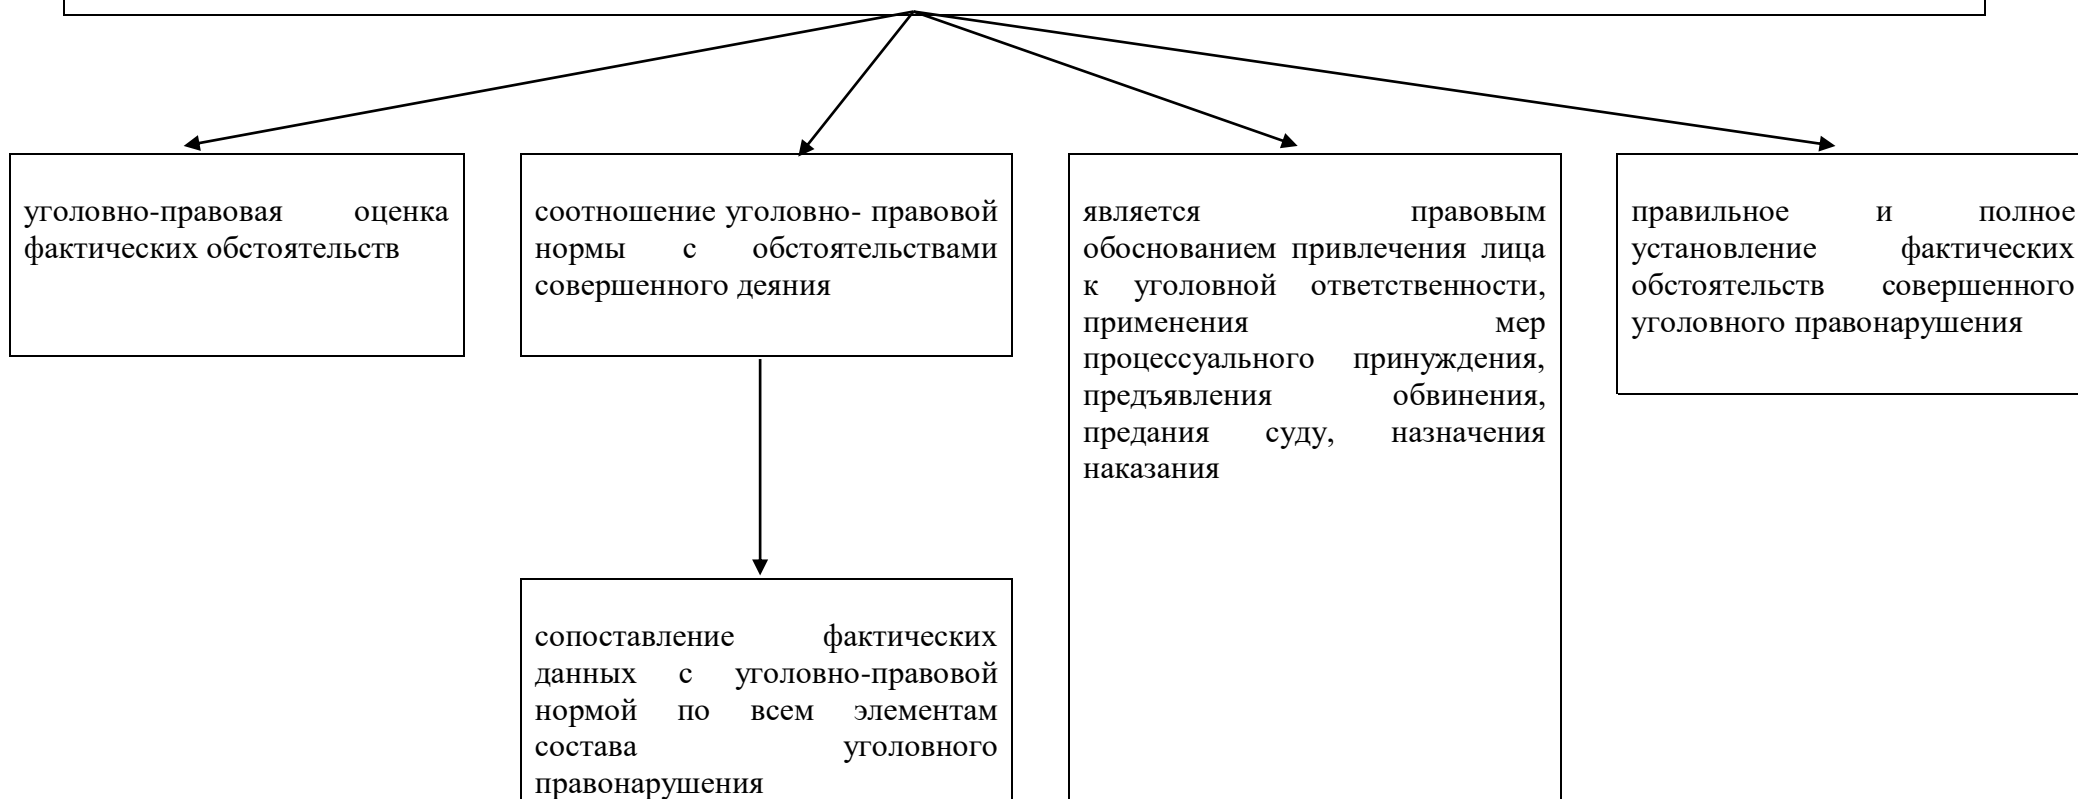 уголовно-правовая оценка
фактических обстоятельств
соотношение уголовно- правовой
нормы с обстоятельствами
совершенного деяния
является правовым
обоснованием привлечения лица
к уголовной ответственности,
применения мер
процессуального принуждения,
предъявления обвинения,
предания суду, назначения
наказания
правильное и полное
установление фактических
обстоятельств совершенного
уголовного правонарушения
сопоставление фактических
данных с уголовно-правовой
нормой по всем элементам
состава уголовного
правонарушения